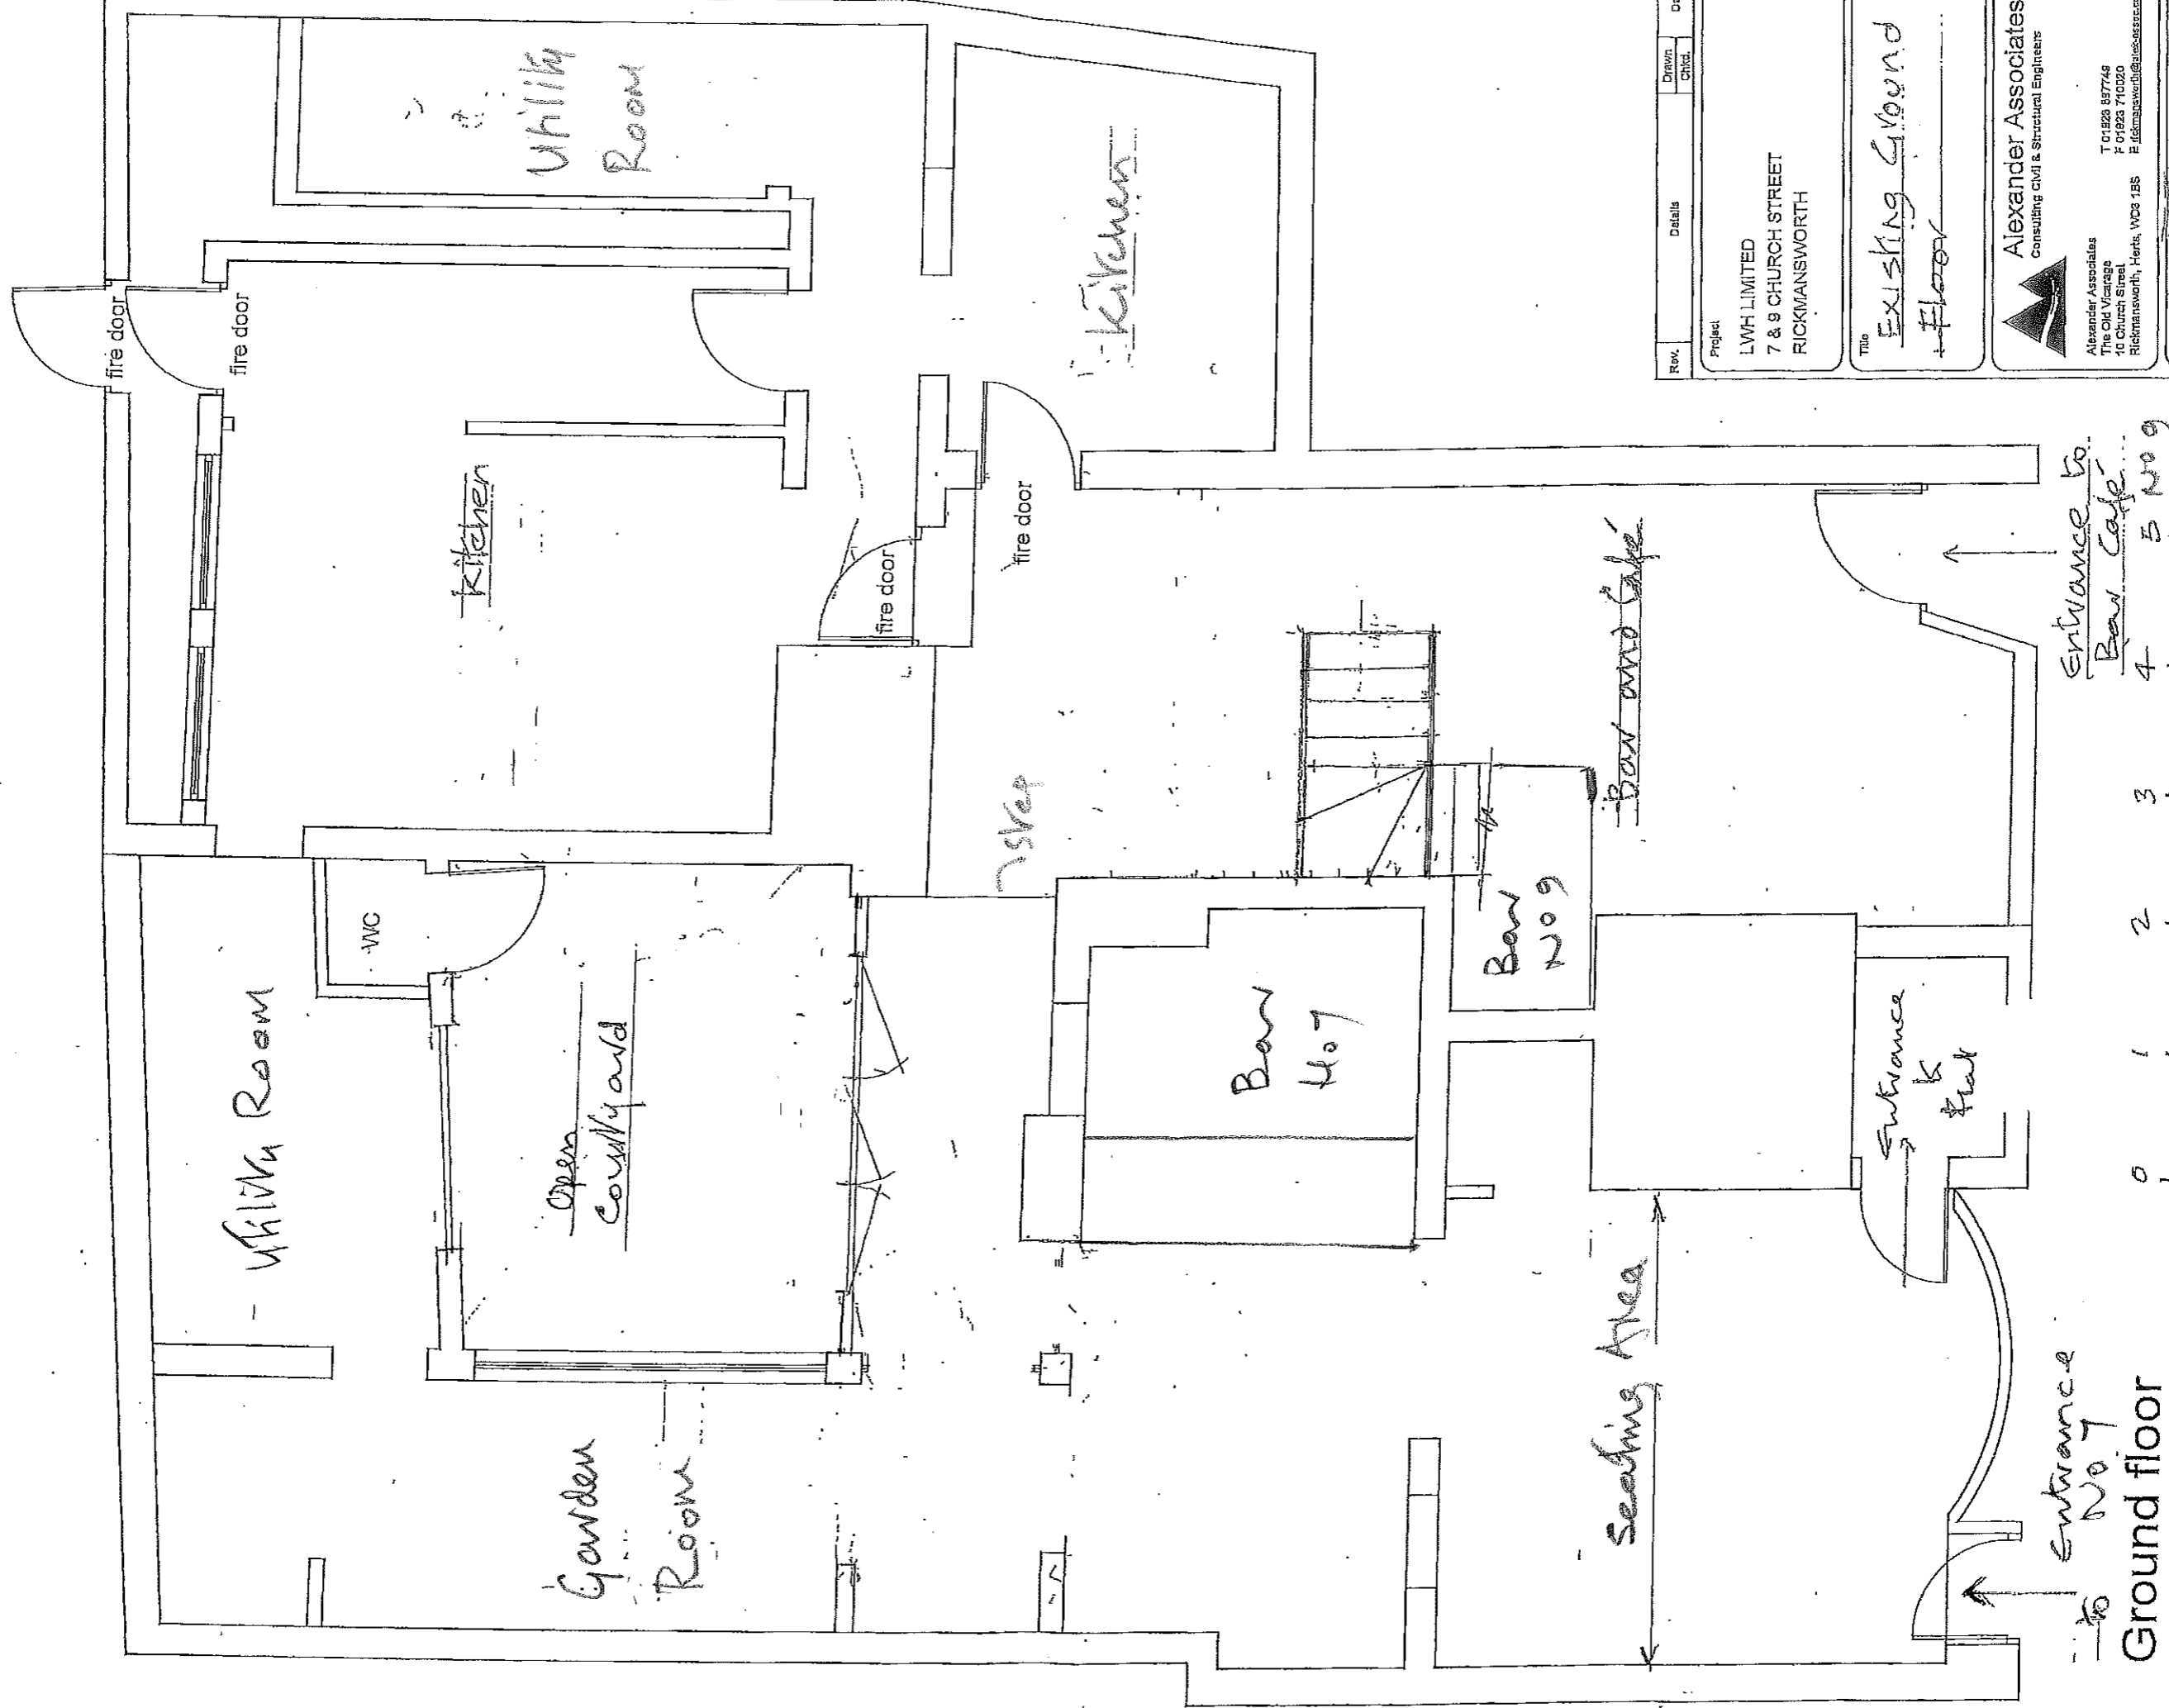 Utility
Room
fire door
fire door
Kitchen
Kitchen
fire door
fire door
WC
Utility Room
Open
Courtyard
Garden
Room
step
Bar
No 7
Bar
No 9
Bar and Café
Seating Area
Entrance
to
Flat
Entrance to
Bar Café
No 9
Entrance
to No 7
0 1 2 3 4 5
Ground floor
Rev.
Details
Drawn
Chkd.
Project
LWH LIMITED
7 & 9 CHURCH STREET
RICKMANSWORTH
Title
Existing Ground
Floor
Alexander Associates
Consulting Civil & Structural Engineers
Alexander Associates
The Old Vicarage
10 Church Street
Rickmansworth, Herts, WD3 1BS
T 01923 897749
F 01923 710020